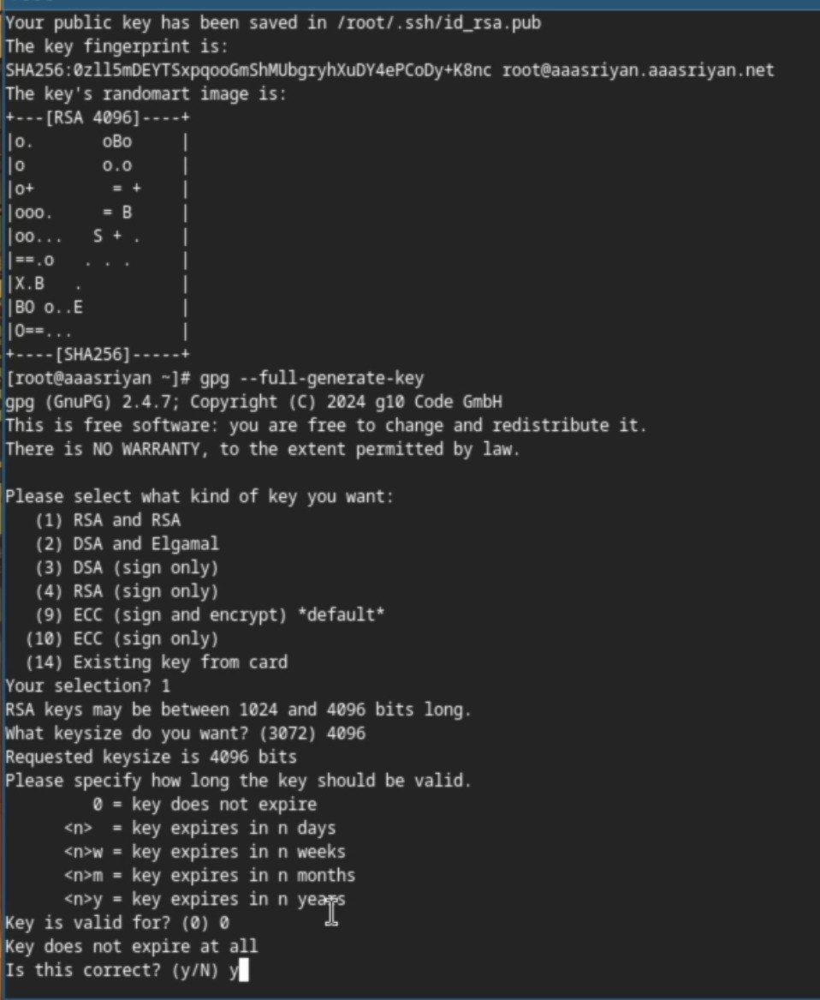 Your public key has been saved in /root/.ssh/id_rsa.pub
The key fingerprint is:
SHA256:0zll5mDEYTSxpqooGmShMUbgryhXuDY4ePCoDy+K8nc root@aaasriyan.aaasriyan.net
The key's randomart image is:
+---[RSA 4096]----+
|o.       oBo     |
|o        o.o     |
|o+        = +    |
|ooo.     = B     |
|oo...   S + .    |
|==.o   . . .     |
|X.B   .          |
|BO o..E          |
|O==...           |
+----[SHA256]-----+
[root@aaasriyan ~]# gpg --full-generate-key
gpg (GnuPG) 2.4.7; Copyright (C) 2024 g10 Code GmbH
This is free software: you are free to change and redistribute it.
There is NO WARRANTY, to the extent permitted by law.

Please select what kind of key you want:
   (1) RSA and RSA
   (2) DSA and Elgamal
   (3) DSA (sign only)
   (4) RSA (sign only)
   (9) ECC (sign and encrypt) *default*
  (10) ECC (sign only)
  (14) Existing key from card
Your selection? 1
RSA keys may be between 1024 and 4096 bits long.
What keysize do you want? (3072) 4096
Requested keysize is 4096 bits
Please specify how long the key should be valid.
         0 = key does not expire
      <n>  = key expires in n days
      <n>w = key expires in n weeks
      <n>m = key expires in n months
      <n>y = key expires in n years
Key is valid for? (0) 0
Key does not expire at all
Is this correct? (y/N) y